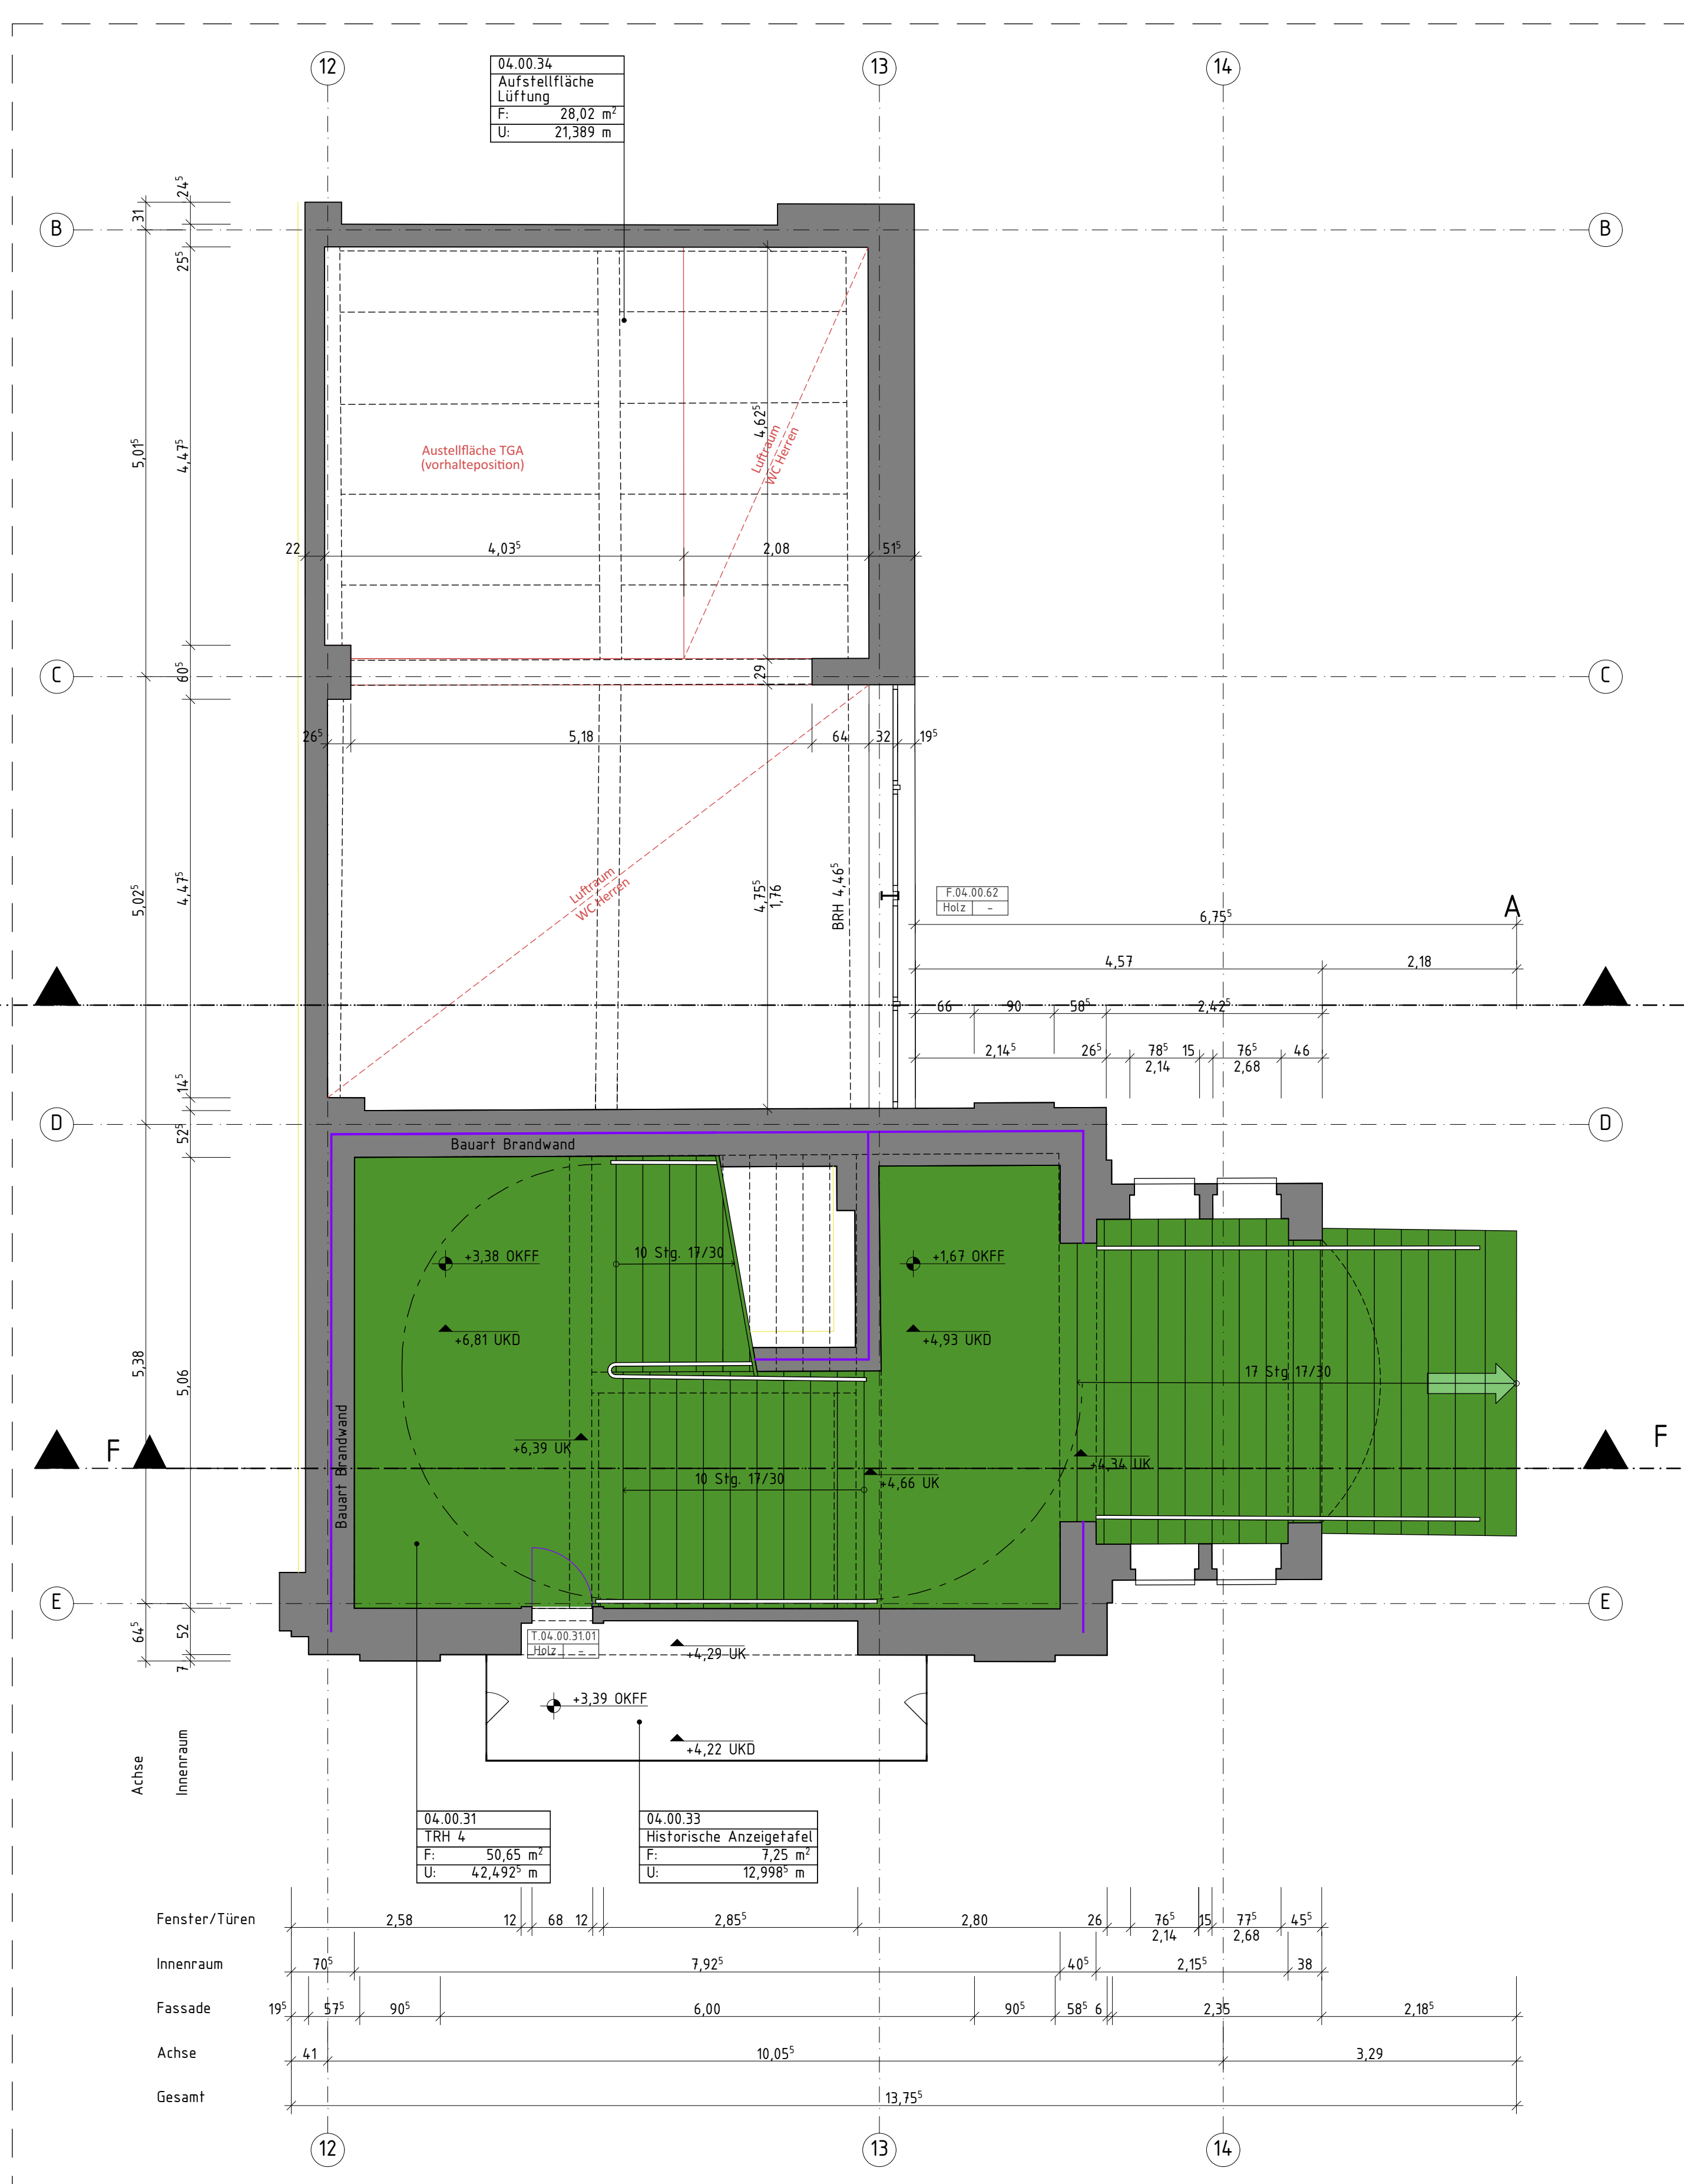 12
13
14
04.00.34
Aufstellfläche
Lüftung
F: 28,02 m²
U: 21,389 m
B
B
31
24⁵
25⁵
5,01⁵
4,47⁵
4,62⁵
Luftraum
WC Herren
Austellfläche TGA
(vorhalteposition)
22
4,03⁵
2,08
51⁵
C
C
60⁵
29
26⁵
5,18
64
32
19⁵
5,02⁵
4,47⁵
Luftraum
WC Herren
4,75⁵
1,76
BRH 4,46⁵
F.04.00.62
Holz -
A
6,75⁵
4,57
2,18
66
90
58⁵
2,42⁵
2,14⁵
26⁵
78⁵
2,14
15
76⁵
2,68
46
14⁵
D
D
52⁵
Bauart Brandwand
+3,38 OKFF
10 Stg. 17/30
+1,67 OKFF
+6,81 UKD
+4,93 UKD
5,38
5,06
17 Stg 17/30
Bauart Brandwand
F
F
+6,39 UK
+4,34 UK
10 Stg. 17/30
+4,66 UK
E
E
64⁵
52
7
T.04.00.31.01
Holz -
+4,29 UK
+3,39 OKFF
+4,22 UKD
Achse
Innenraum
04.00.31
TRH 4
F: 50,65 m²
U: 42,492⁵ m
04.00.33
Historische Anzeigetafel
F: 7,25 m²
U: 12,998⁵ m
Fenster/Türen
2,58
12
68
12
2,85⁵
2,80
26
76⁵
2,14
15
77⁵
2,68
45⁵
Innenraum
70⁵
7,92⁵
40⁵
2,15⁵
38
Fassade
19⁵
57⁵
90⁵
6,00
90⁵
58⁵
6
2,35
2,18⁵
Achse
41
10,05⁵
3,29
Gesamt
13,75⁵
12
13
14